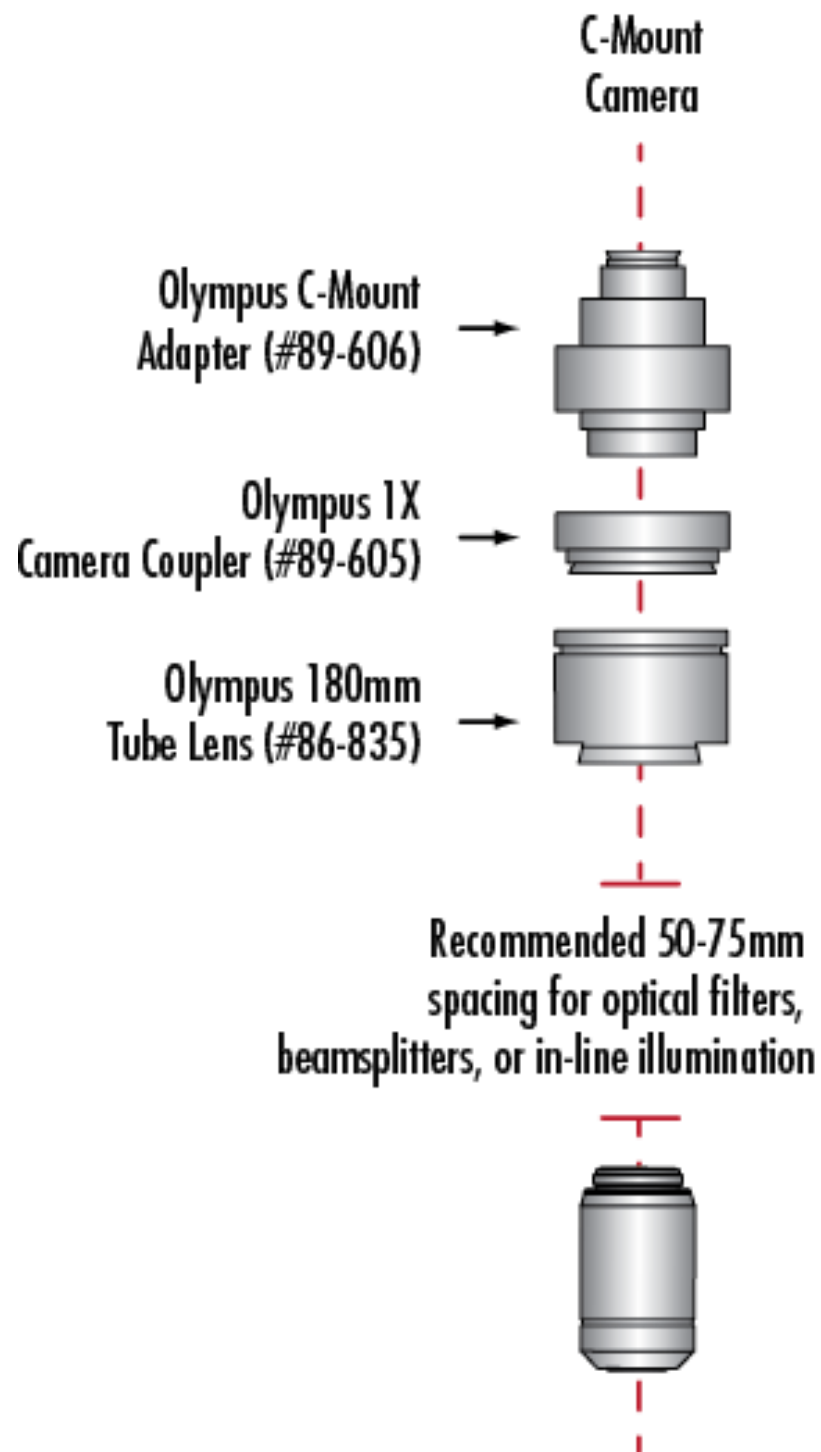 C-Mount
Camera
Olympus C-Mount
Adapter (#89-606)
Olympus 1X
Camera Coupler (#89-605)
Olympus 180mm
Tube Lens (#86-835)
Recommended 50-75mm
spacing for optical filters,
beamsplitters, or in-line illumination